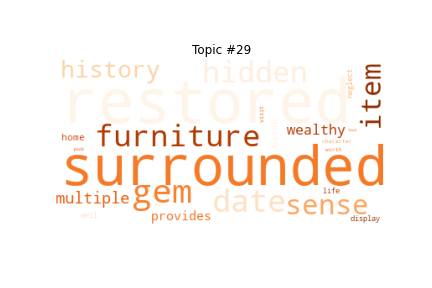 Topic #29
history
hidden
item
neglect
restored
visit
furniture
wealthy
home
character
worth
surrounded
gem
multiple
date
sense
life
provides
well
display